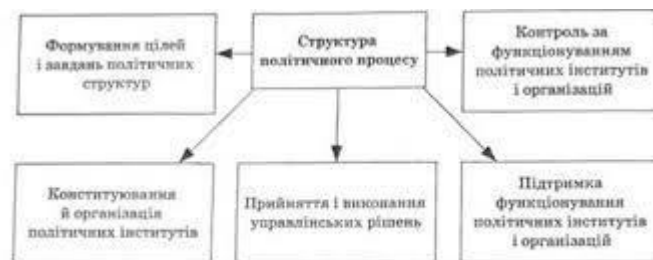 Формування цілей
і завдань політичних
структур
Структура
політичного процесу
Контроль за
функціонуванням
політичних інститутів
і організацій
Конституювання
й організація
політичних інститутів
Прийняття і виконання
управлінських рішень
Підтримка
функціонування
політичних інститутів
і організацій